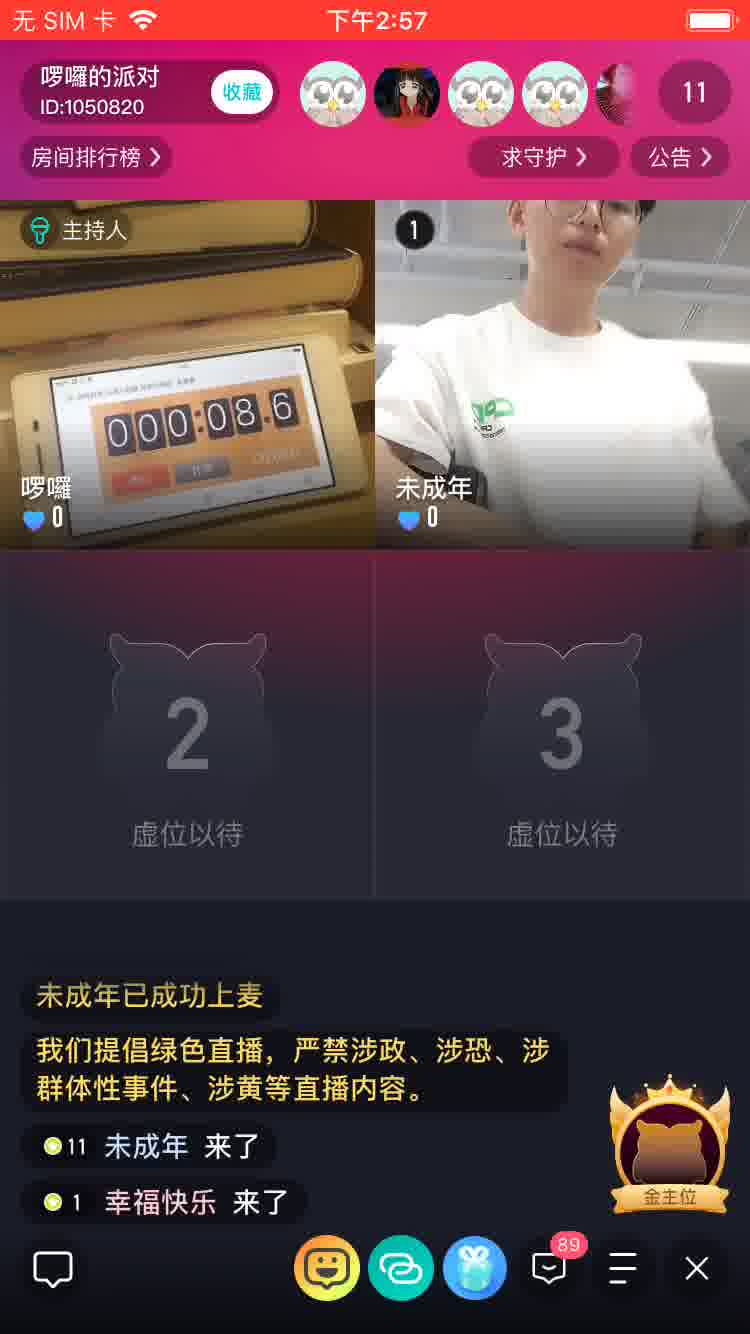 无 SIM 卡
下午2:57
啰囉的派对
ID:1050820
收藏
11
房间排行榜
求守护
公告
主持人
1
000:08.6
啰囉
0
未成年
0
2
3
虚位以待
虚位以待
未成年已成功上麦
我们提倡绿色直播，严禁涉政、涉恐、涉
群体性事件、涉黄等直播内容。
11 未成年 来了
1 幸福快乐 来了
金主位
89